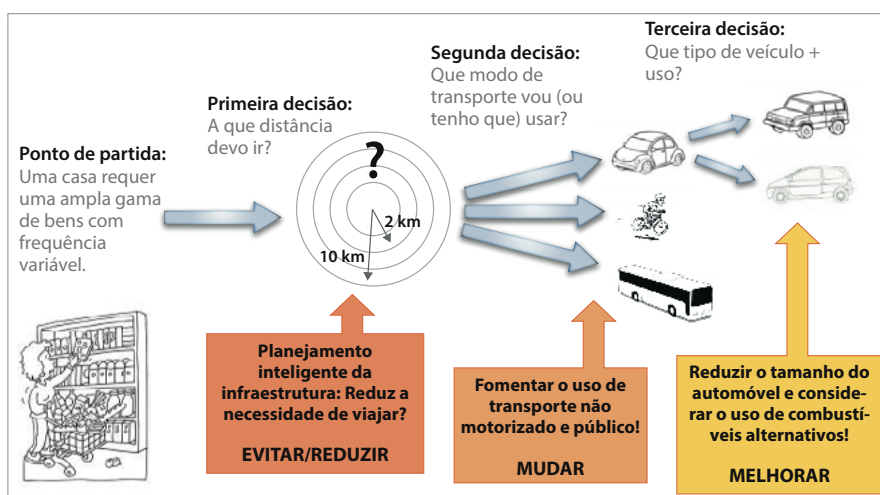 Ponto de partida:
Uma casa requer
uma ampla gama
de bens com
frequência
variável.
Primeira decisão:
A que distância
devo ir?
?
2 km
10 km
Segunda decisão:
Que modo de
transporte vou (ou
tenho que) usar?
Terceira decisão:
Que tipo de veículo +
uso?
Planejamento
inteligente da
infraestrutura: Reduz a
necessidade de viajar?
EVITAR/REDUZIR
Fomentar o uso de
transporte não
motorizado e público!
MUDAR
Reduzir o tamanho do
automóvel e conside-
rar o uso de combustí-
veis alternativos!
MELHORAR